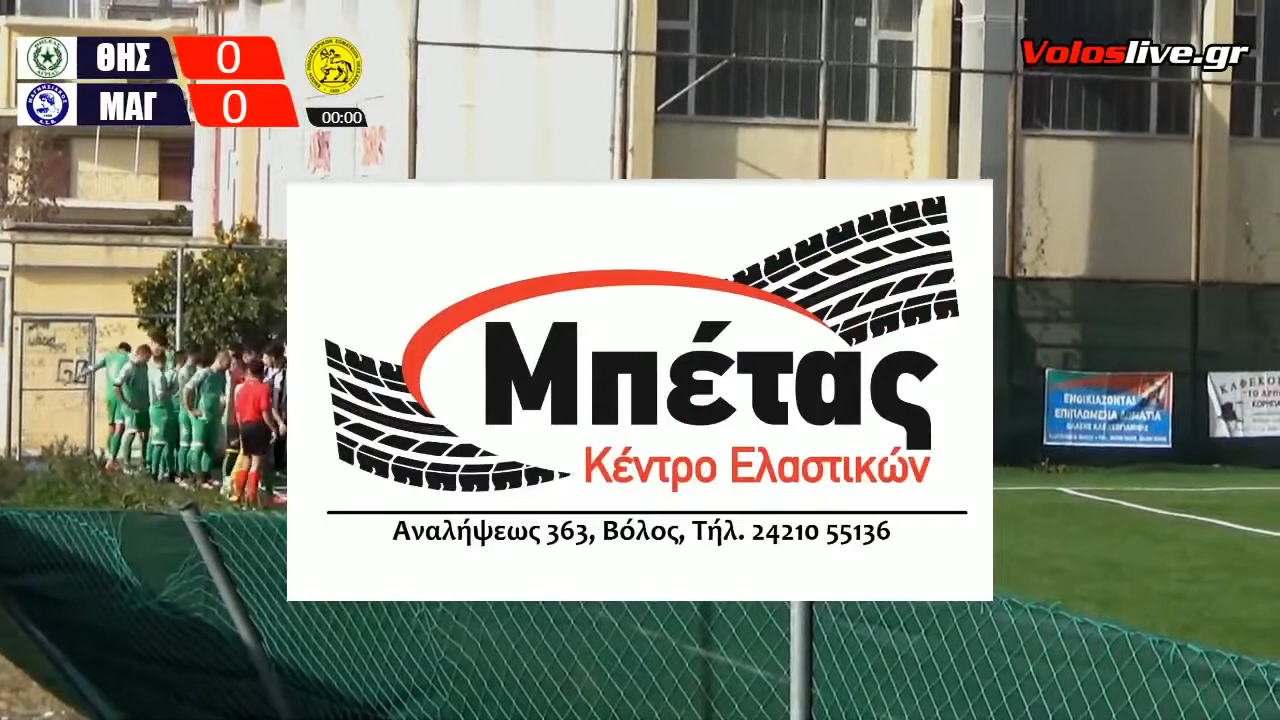 ΘΗΣ 0
ΜΑΓ 0
00:00
Voloslive.gr
Μπέτας
Κέντρο Ελαστικών
Αναλήψεως 363, Βόλος, Τήλ. 24210 55136
ΕΝΟΙΚΙΑΖΟΝΤΑΙ
ΕΠΙΠΛΩΜΕΝΑ ΔΩΜΑΤΙΑ